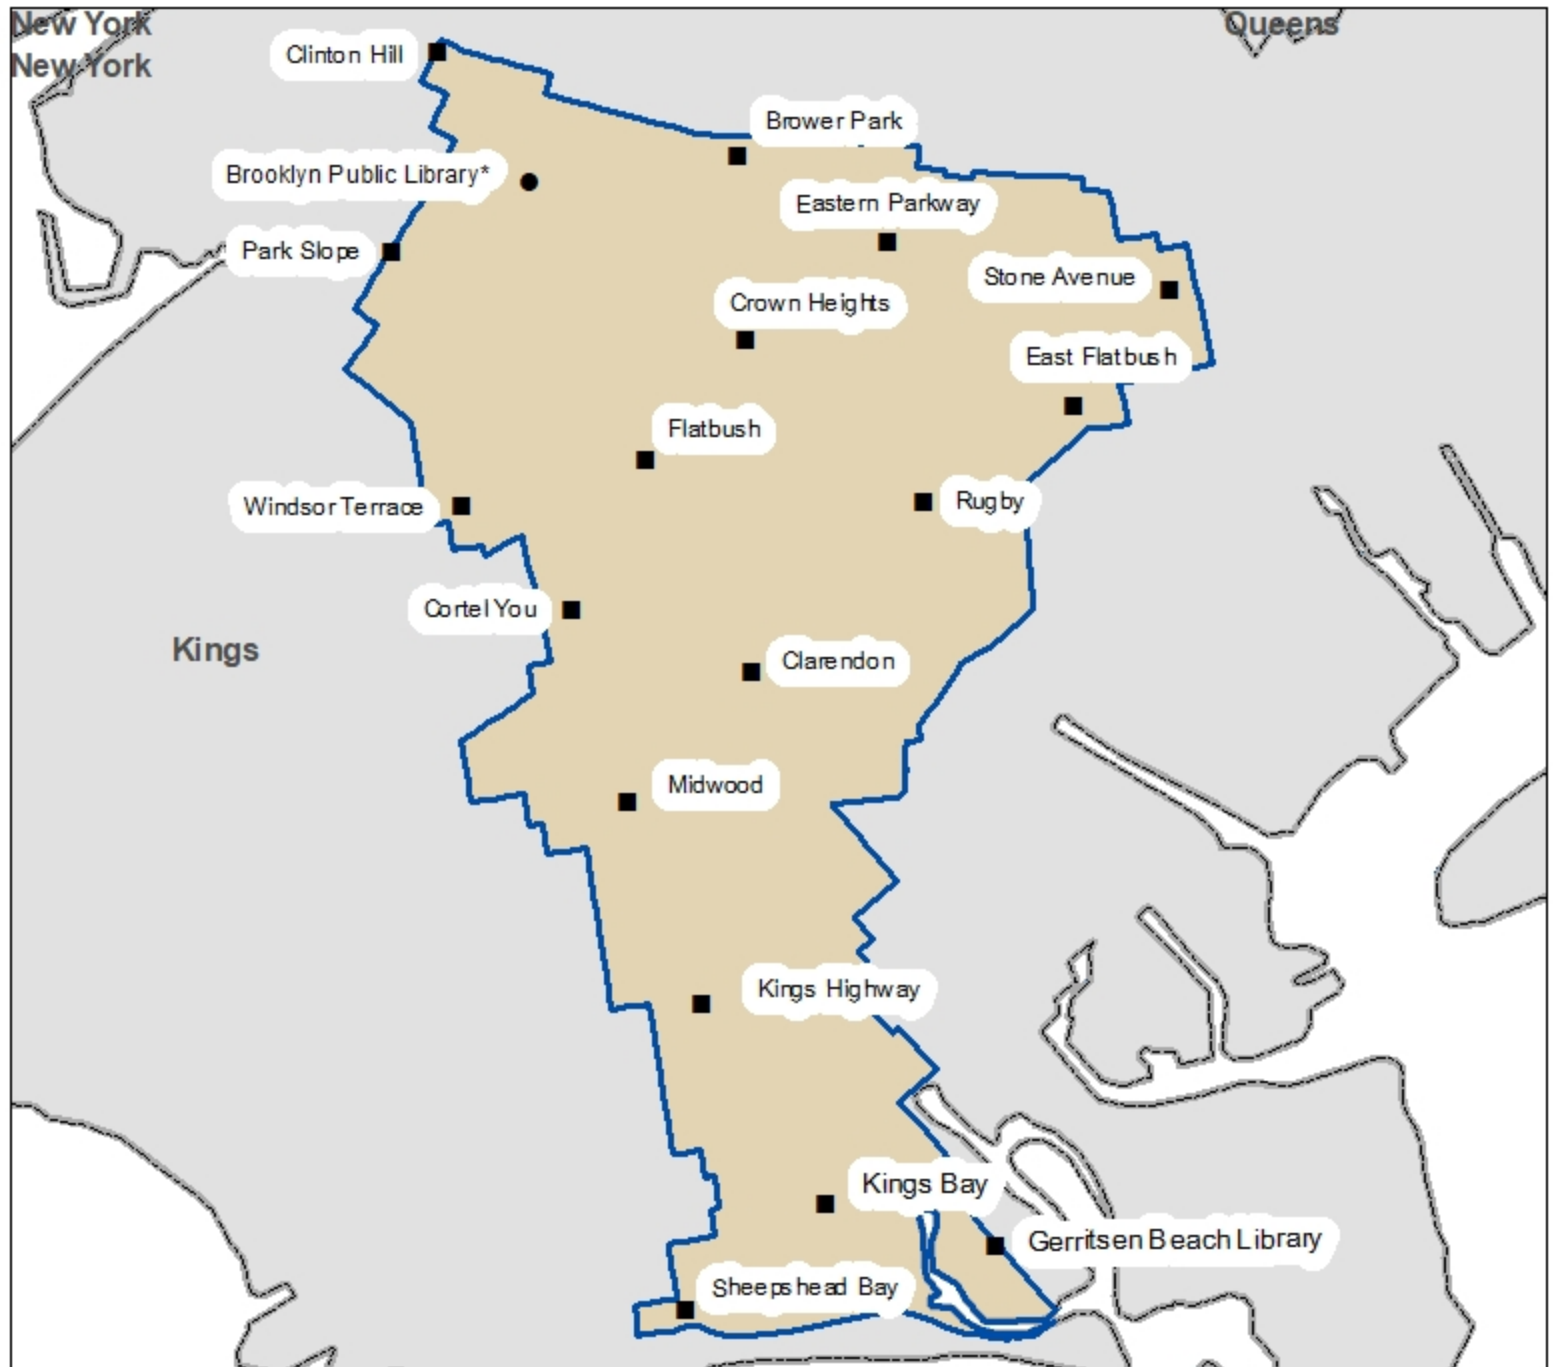 New York
New York
Queens
Clinton Hill
Brower Park
Brooklyn Public Library*
Eastern Parkway
Park Slope
Stone Avenue
Crown Heights
East Flatbush
Flatbush
Windsor Terrace
Rugby
Cortel You
Kings
Clarendon
Midwood
Kings Highway
Kings Bay
Gerritsen Beach Library
Sheepshead Bay